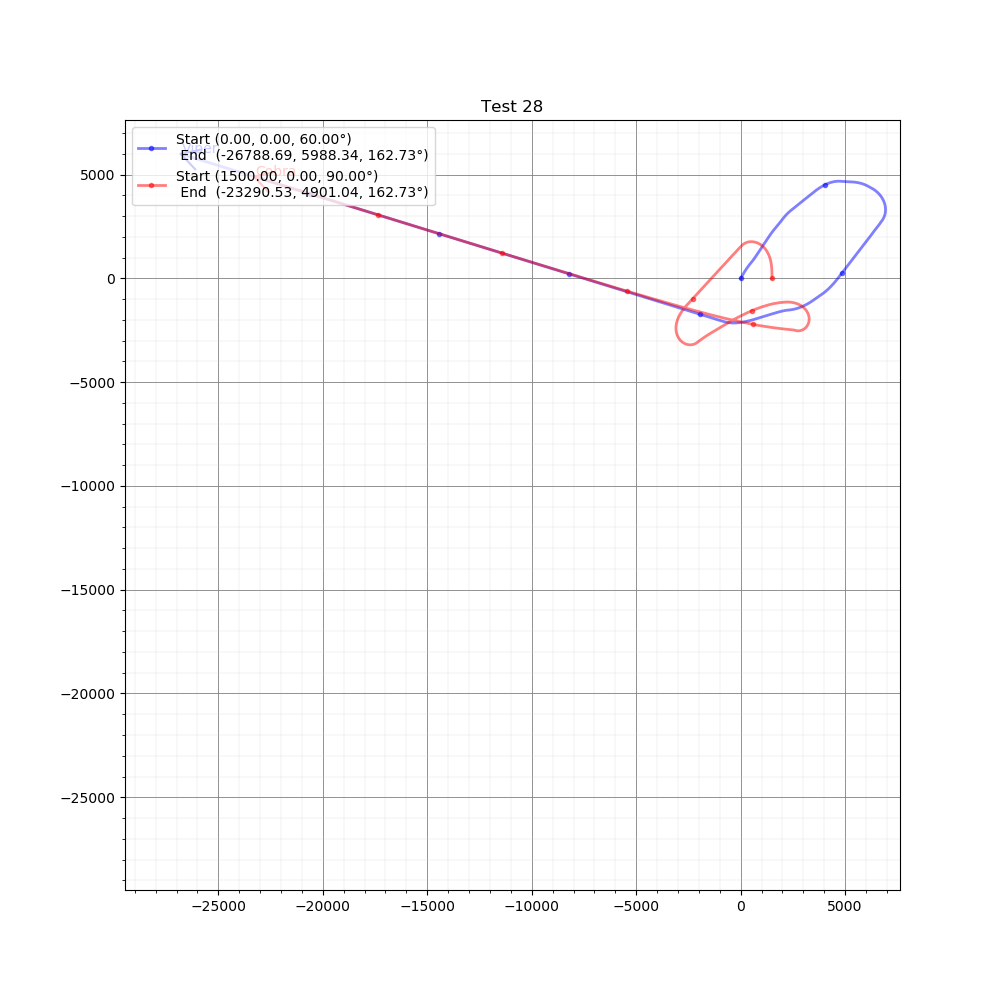 Test 28
Start (0.00, 0.00, 60.00°)
End (-26788.69, 5988.34, 162.73°)
Start (1500.00, 0.00, 90.00°)
End (-23290.53, 4901.04, 162.73°)
5000
0
−5000
−10000
−15000
−20000
−25000
−25000 −20000 −15000 −10000 −5000 0 5000